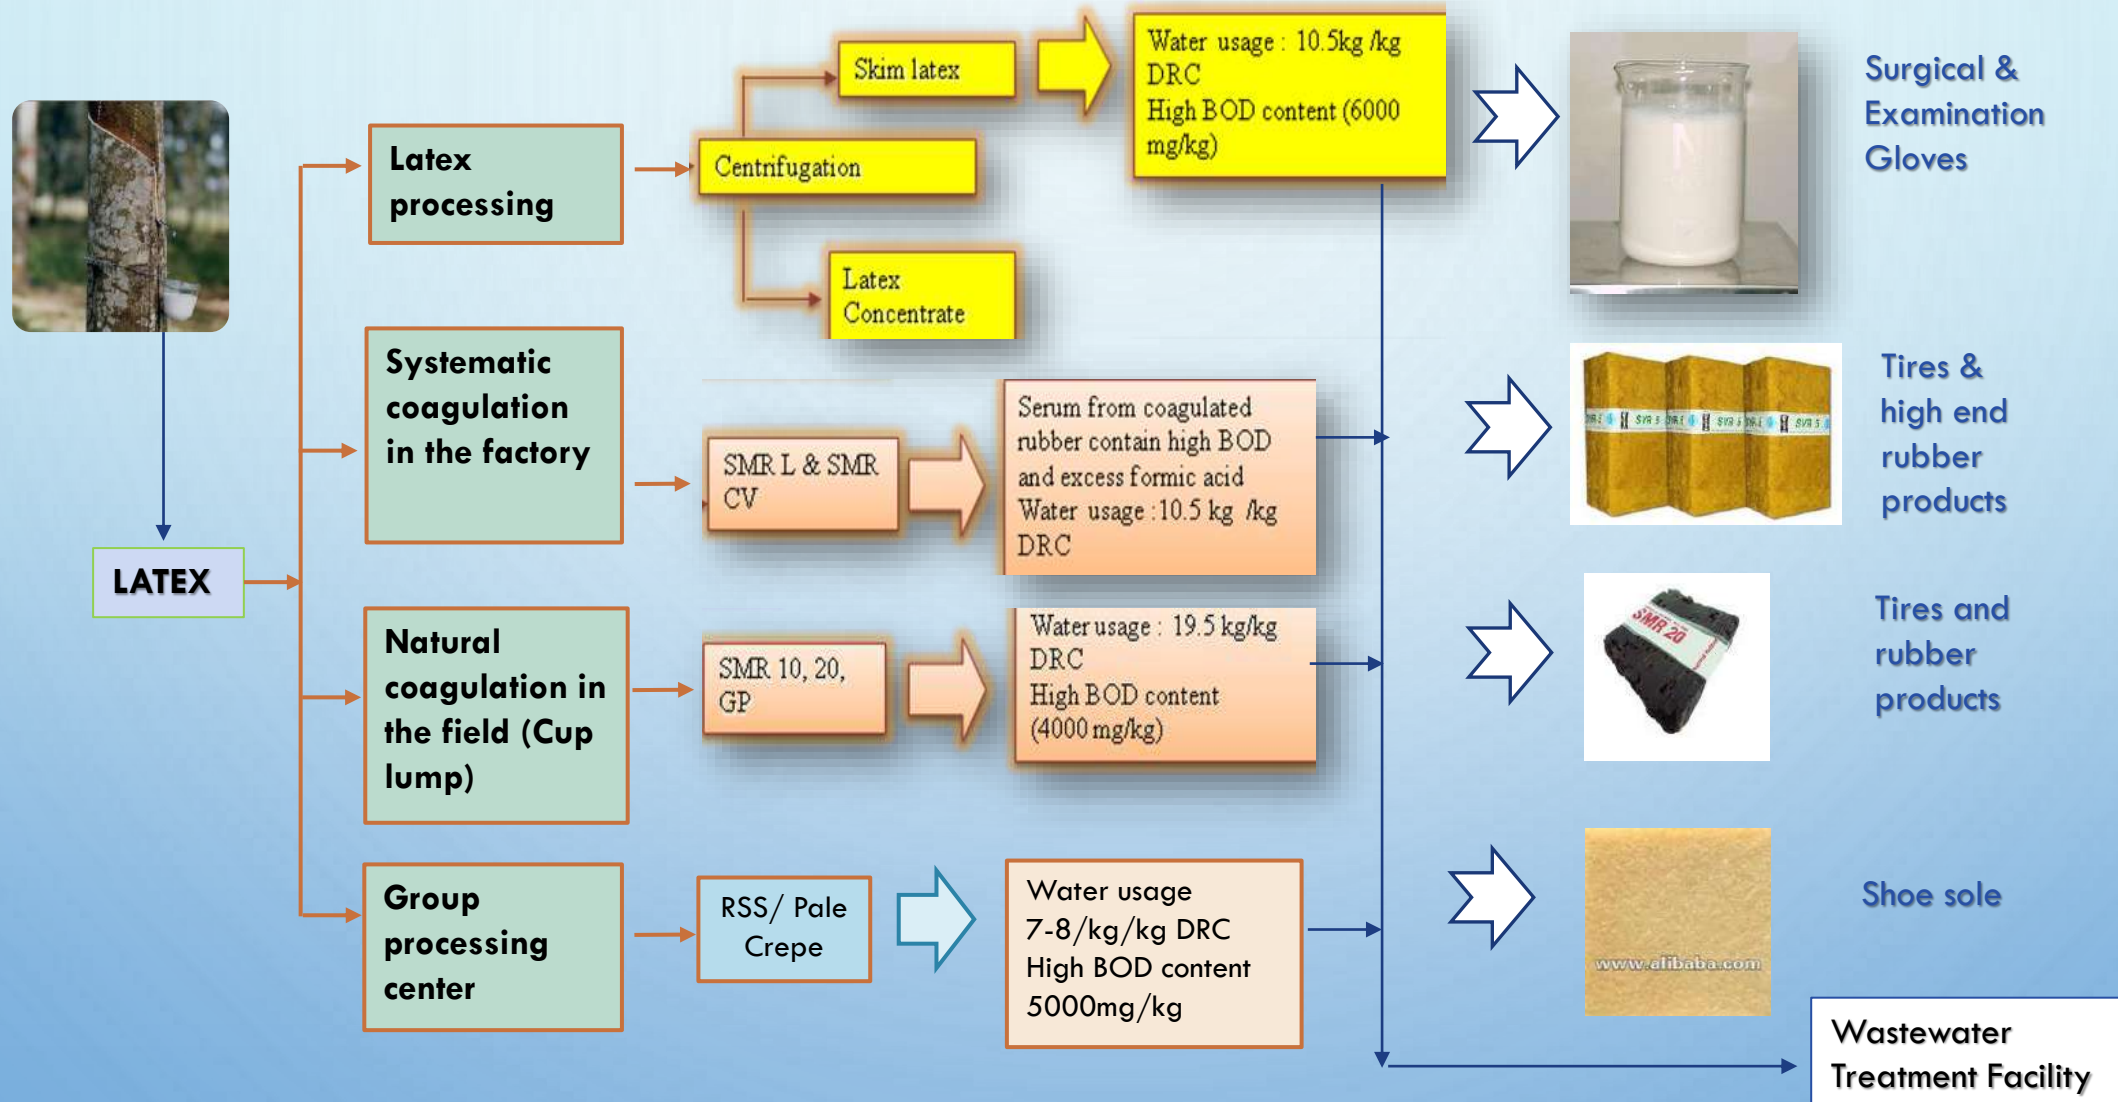 Skim latex
Water usage : 10.5kg /kg
DRC
High BOD content (6000
mg/kg)
Surgical &
Examination
Gloves
Latex
processing
Centrifugation
Latex
Concentrate
Systematic
coagulation
in the factory
SMR L & SMR
CV
Serum from coagulated
rubber contain high BOD
and excess formic acid
Water usage :10.5 kg /kg
DRC
SVR 5
SVR 5
Tires &
high end
rubber
products
LATEX
Natural
coagulation in
the field (Cup
lump)
SMR 10, 20,
GP
Water usage : 19.5 kg/kg
DRC
High BOD content
(4000 mg/kg)
SMR 20
Tires and
rubber
products
Group
processing
center
RSS/ Pale
Crepe
Water usage
7-8/kg/kg DRC
High BOD content
5000mg/kg
www.alibaba.com
Shoe sole
Wastewater
Treatment Facility